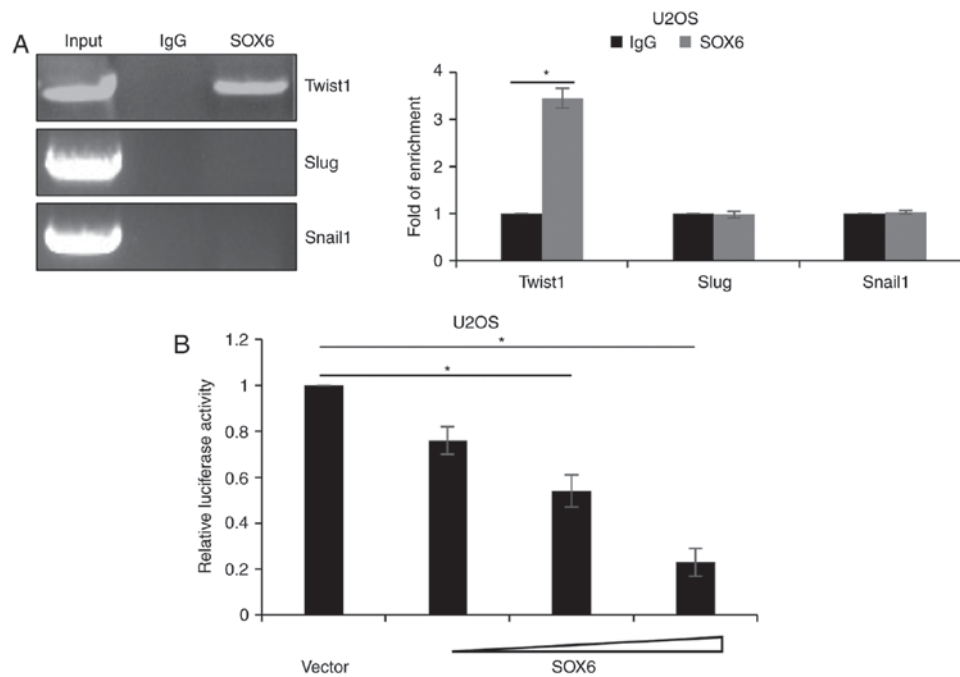 A
Input IgG SOX6
Twist1
Slug
Snail1
U2OS
IgG SOX6
Fold of enrichment
4
3
2
1
0
*
Twist1 Slug Snail1
B
U2OS
Relative luciferase activity
1.2
1
0.8
0.6
0.4
0.2
0
*
*
Vector SOX6